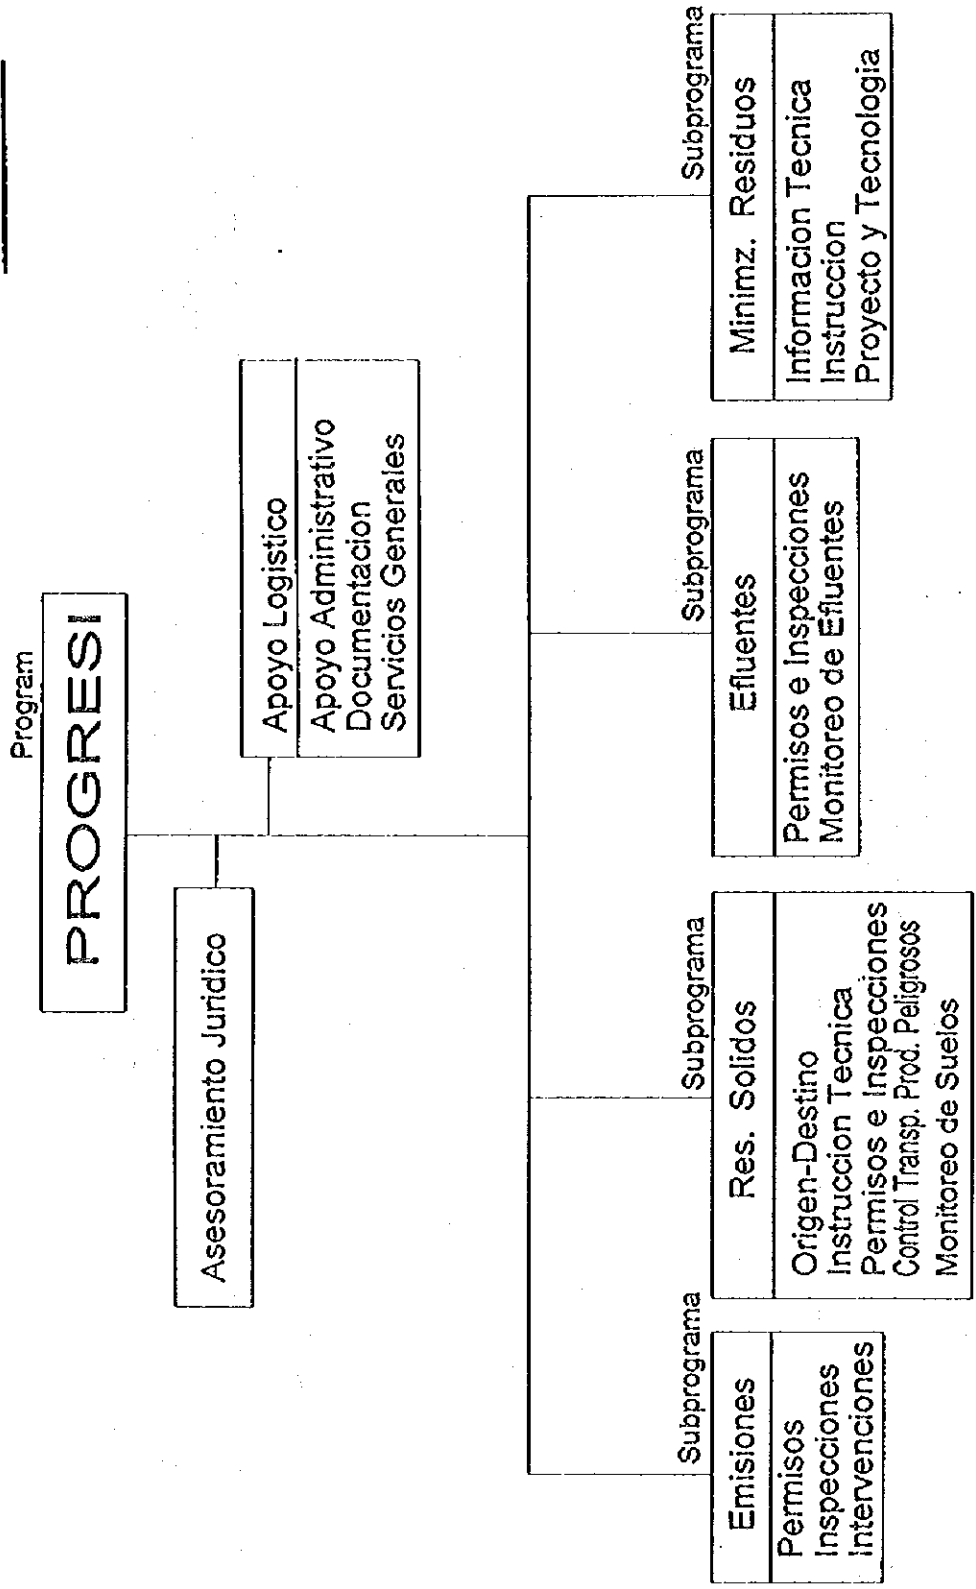 Program
PROGRESI
Asesoramiento Juridico
Apoyo Logistico
Apoyo Administrativo
Documentacion
Servicios Generales
Subprograma
Emisiones
Permisos
Inspecciones
Intervenciones
Subprograma
Res. Solidos
Origen-Destino
Instruccion Tecnica
Permisos e Inspecciones
Control Transp. Prod. Peligrosos
Monitoreo de Suelos
Subprograma
Efluentes
Permisos e Inspecciones
Monitoreo de Efluentes
Subprograma
Minimz. Residuos
Informacion Tecnica
Instruccion
Proyecto y Tecnologia